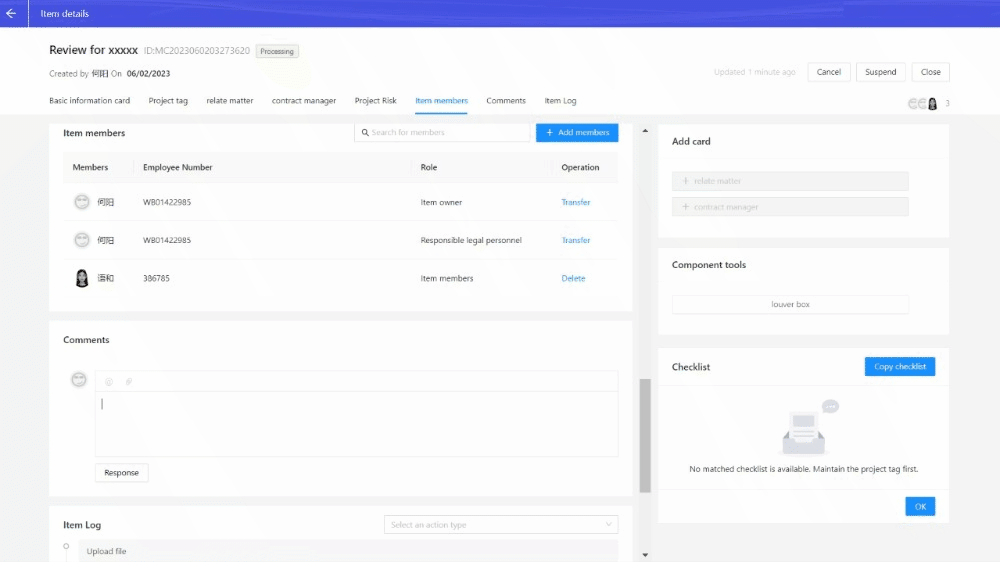 Item details
Review for xxxxx ID:MC2023060203273620 Processing
Created by 何阳 On 06/02/2023
Updated 1 minute ago Cancel Suspend Close
Basic information card Project tag relate matter contract manager Project Risk Item members Comments Item Log
3
Item members Search for members + Add members
Members Employee Number Role Operation
何阳 WB01422985 Item owner Transfer
何阳 WB01422985 Responsible legal personnel Transfer
语和 386785 Item members Delete
Comments
Response
Item Log Select an action type
Upload file
Add card
+ relate matter
+ contract manager
Component tools
louver box
Checklist Copy checklist
No matched checklist is available. Maintain the project tag first.
OK